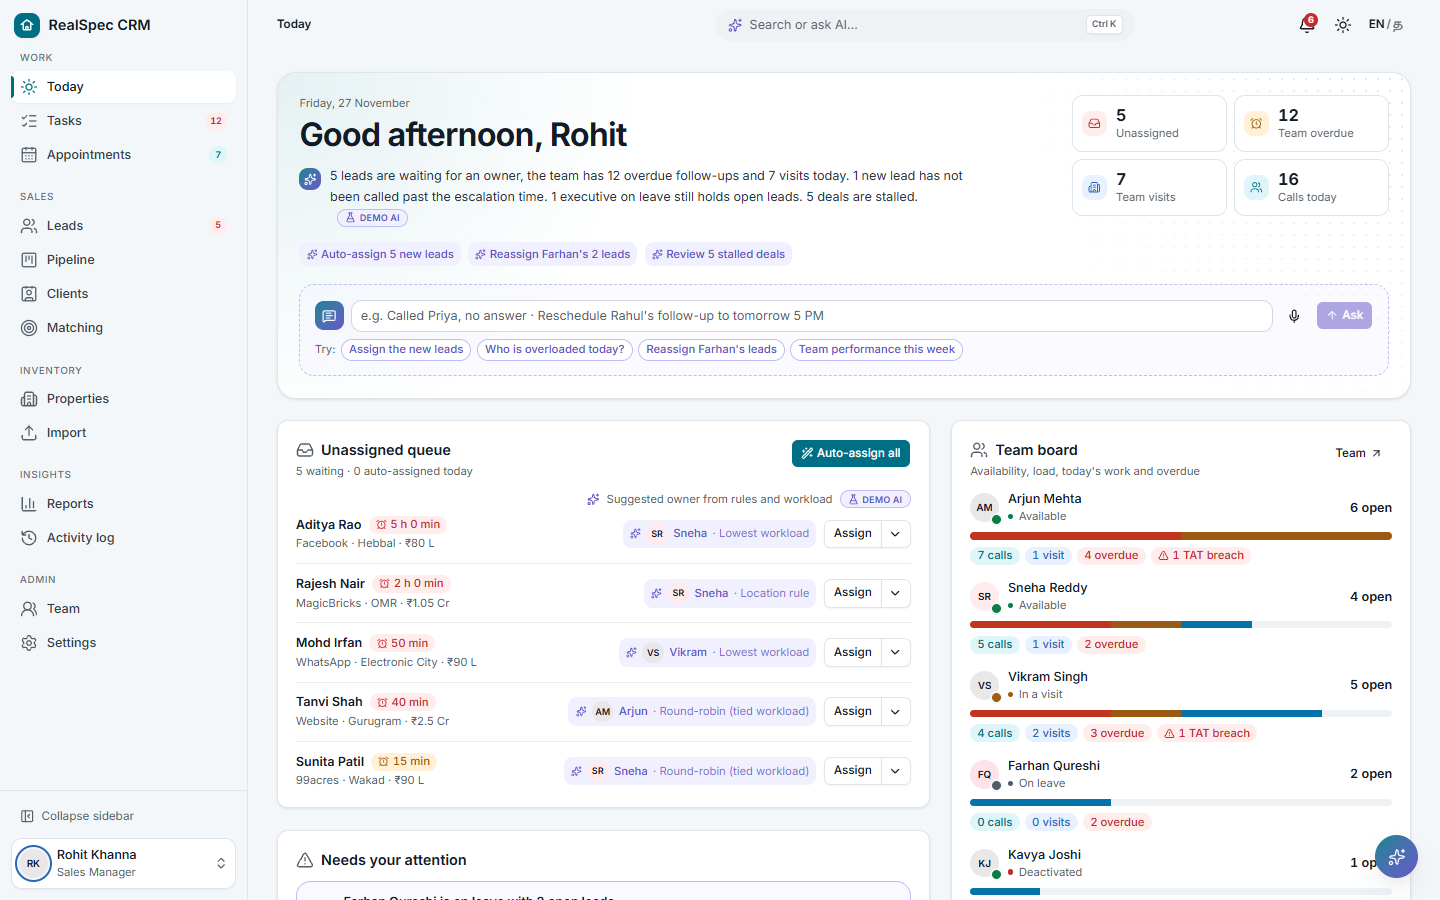 RealSpec CRM
WORK
Today
Tasks
12
Appointments
7
SALES
Leads
5
Pipeline
Clients
Matching
INVENTORY
Properties
Import
INSIGHTS
Reports
Activity log
ADMIN
Team
Settings
Collapse sidebar
RK
Rohit Khanna
Sales Manager
Today
Search or ask AI...
Ctrl K
6
EN / த
Friday, 27 November
Good afternoon, Rohit
5 leads are waiting for an owner, the team has 12 overdue follow-ups and 7 visits today. 1 new lead has not
been called past the escalation time. 1 executive on leave still holds open leads. 5 deals are stalled.
DEMO AI
Auto-assign 5 new leads
Reassign Farhan's 2 leads
Review 5 stalled deals
5
Unassigned
12
Team overdue
7
Team visits
16
Calls today
e.g. Called Priya, no answer · Reschedule Rahul's follow-up to tomorrow 5 PM
Ask
Try:
Assign the new leads
Who is overloaded today?
Reassign Farhan's leads
Team performance this week
Unassigned queue
5 waiting · 0 auto-assigned today
Auto-assign all
Suggested owner from rules and workload
DEMO AI
Aditya Rao
5 h 0 min
Facebook · Hebbal · ₹80 L
SR Sneha · Lowest workload
Assign
Rajesh Nair
2 h 0 min
MagicBricks · OMR · ₹1.05 Cr
SR Sneha · Location rule
Assign
Mohd Irfan
50 min
WhatsApp · Electronic City · ₹90 L
VS Vikram · Lowest workload
Assign
Tanvi Shah
40 min
Website · Gurugram · ₹2.5 Cr
AM Arjun · Round-robin (tied workload)
Assign
Sunita Patil
15 min
99acres · Wakad · ₹90 L
SR Sneha · Round-robin (tied workload)
Assign
Needs your attention
Farhan Qureshi is on leave with 2 open leads
Team board
Team
Availability, load, today's work and overdue
AM
Arjun Mehta
Available
6 open
7 calls
1 visit
4 overdue
1 TAT breach
SR
Sneha Reddy
Available
4 open
5 calls
1 visit
2 overdue
VS
Vikram Singh
In a visit
5 open
4 calls
2 visits
3 overdue
1 TAT breach
FQ
Farhan Qureshi
On leave
2 open
0 calls
0 visits
2 overdue
KJ
Kavya Joshi
Deactivated
1 op